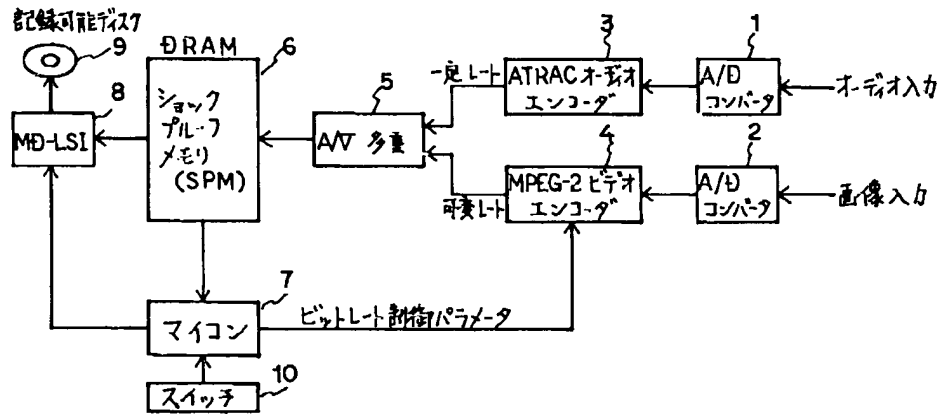 記録可能ディスク
9
DRAM
6
ショック
プルーフ
メモリ
(SPM)
8
MD-LSI
5
A/V 多重
一定レート
3
ATRACオーディオ
エンコーダ
1
A/D
コンバータ
オーディオ入力
可変レート
4
MPEG-2ビデオ
エンコーダ
2
A/D
コンバータ
画像入力
7
マイコン
ビットレート制御パラメータ
10
スイッチ